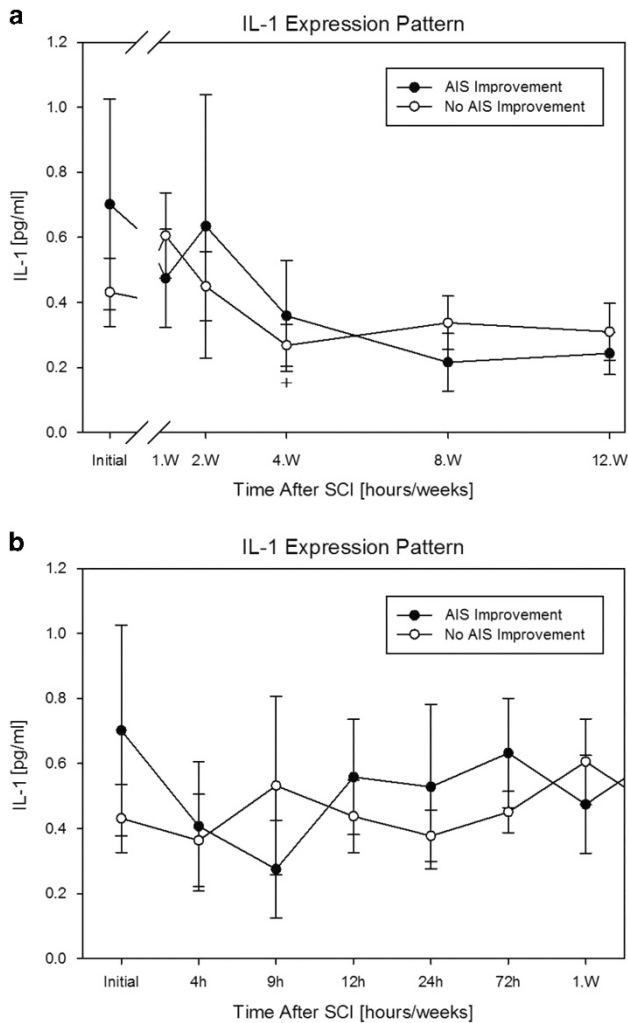 a
IL-1 Expression Pattern
1.2
1.0
0.8
0.6
0.4
0.2
0.0
IL-1 [pg/ml]
AIS Improvement
No AIS Improvement
+
Initial 1.W 2.W 4.W 8.W 12.W
Time After SCI [hours/weeks]
b
IL-1 Expression Pattern
1.2
1.0
0.8
0.6
0.4
0.2
0.0
IL-1 [pg/ml]
AIS Improvement
No AIS Improvement
Initial 4h 9h 12h 24h 72h 1.W
Time After SCI [hours/weeks]